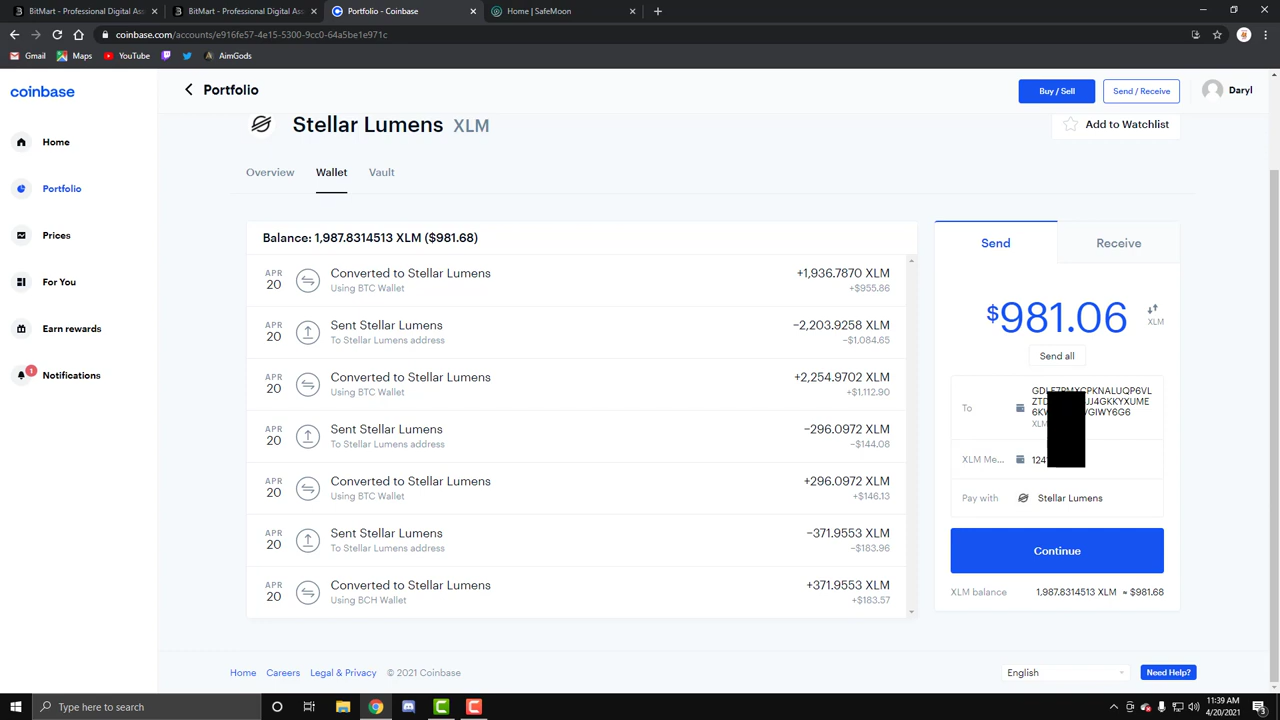 BitMart - Professional Digital Ass
BitMart - Professional Digital Ass
Portfolio - Coinbase
Home | SafeMoon
coinbase.com/accounts/e916fe57-4e15-5300-9cc0-64a5be1e971c
Gmail
Maps
YouTube
AimGods
coinbase
Portfolio
Buy / Sell
Send / Receive
Daryl
Home
Portfolio
Prices
For You
Earn rewards
1
Notifications
Stellar Lumens XLM
Add to Watchlist
Overview
Wallet
Vault
Balance: 1,987.8314513 XLM ($981.68)
APR 20 Converted to Stellar Lumens +1,936.7870 XLM
Using BTC Wallet +$955.86
APR 20 Sent Stellar Lumens −2,203.9258 XLM
To Stellar Lumens address −$1,084.65
APR 20 Converted to Stellar Lumens +2,254.9702 XLM
Using BTC Wallet +$1,112.90
APR 20 Sent Stellar Lumens −296.0972 XLM
To Stellar Lumens address −$144.08
APR 20 Converted to Stellar Lumens +296.0972 XLM
Using BTC Wallet +$146.13
APR 20 Sent Stellar Lumens −371.9553 XLM
To Stellar Lumens address −$183.96
APR 20 Converted to Stellar Lumens +371.9553 XLM
Using BCH Wallet +$183.57
Send
Receive
$981.06
XLM
Send all
To
XLM
XLM Me...
Pay with Stellar Lumens
Continue
XLM balance 1,987.8314513 XLM ≈ $981.68
Home Careers Legal & Privacy © 2021 Coinbase
English
Need Help?
Type here to search
11:39 AM
4/20/2021
3